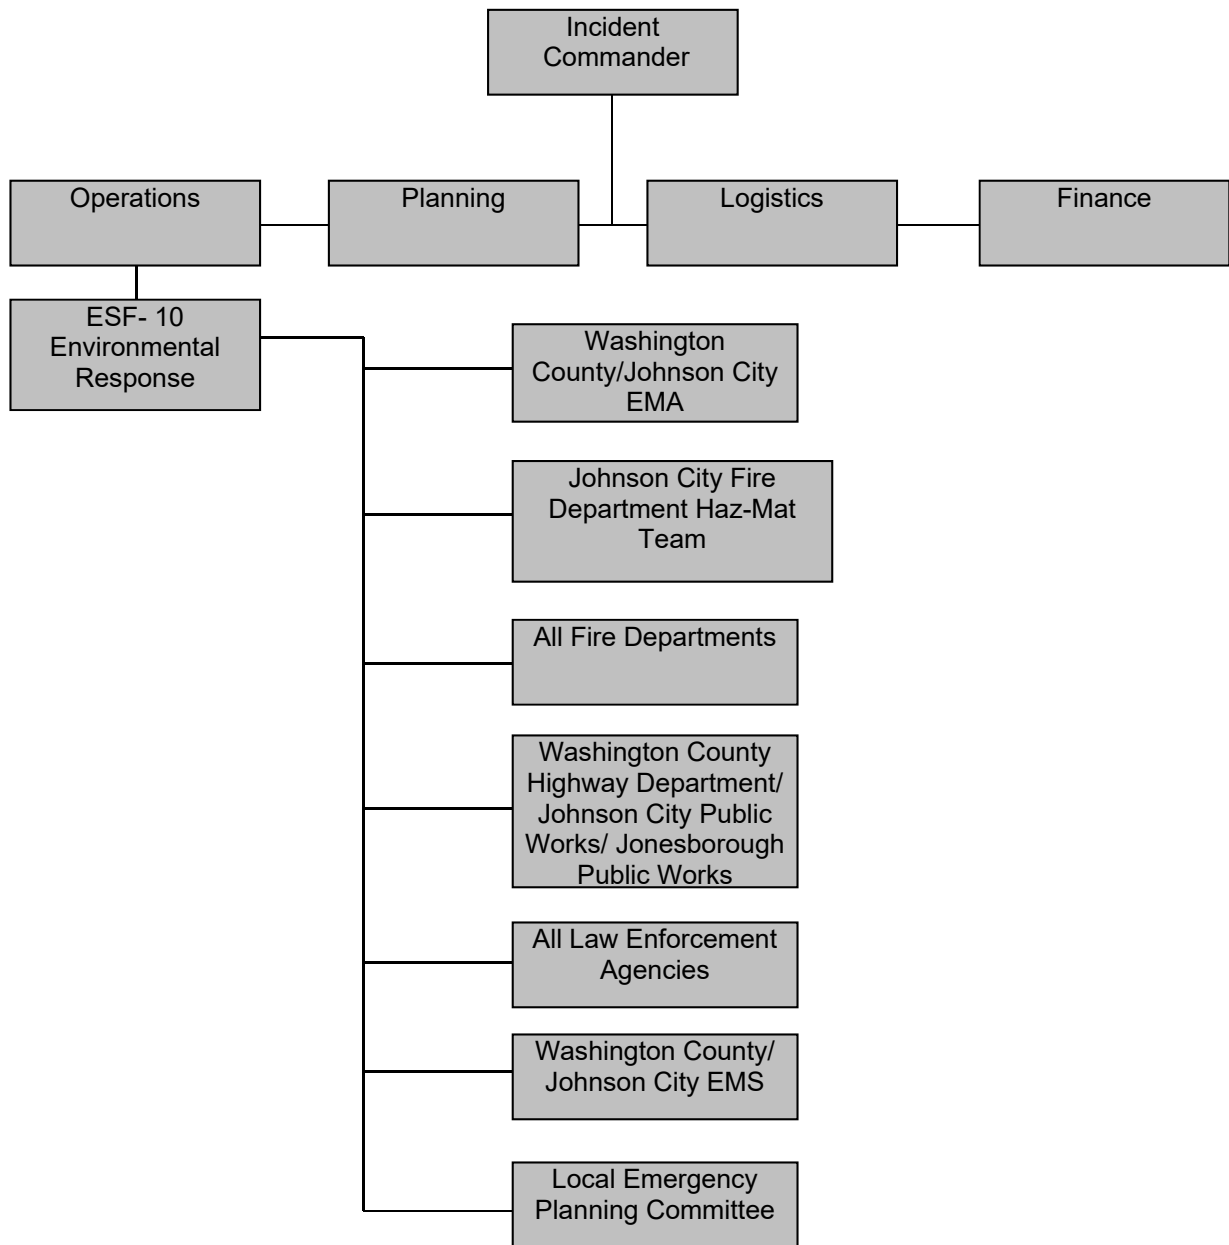 Incident
Commander
Operations
Planning
Logistics
Finance
ESF- 10
Environmental
Response
Washington
County/Johnson City
EMA
Johnson City Fire
Department Haz-Mat
Team
All Fire Departments
Washington County
Highway Department/
Johnson City Public
Works/ Jonesborough
Public Works
All Law Enforcement
Agencies
Washington County/
Johnson City EMS
Local Emergency
Planning Committee